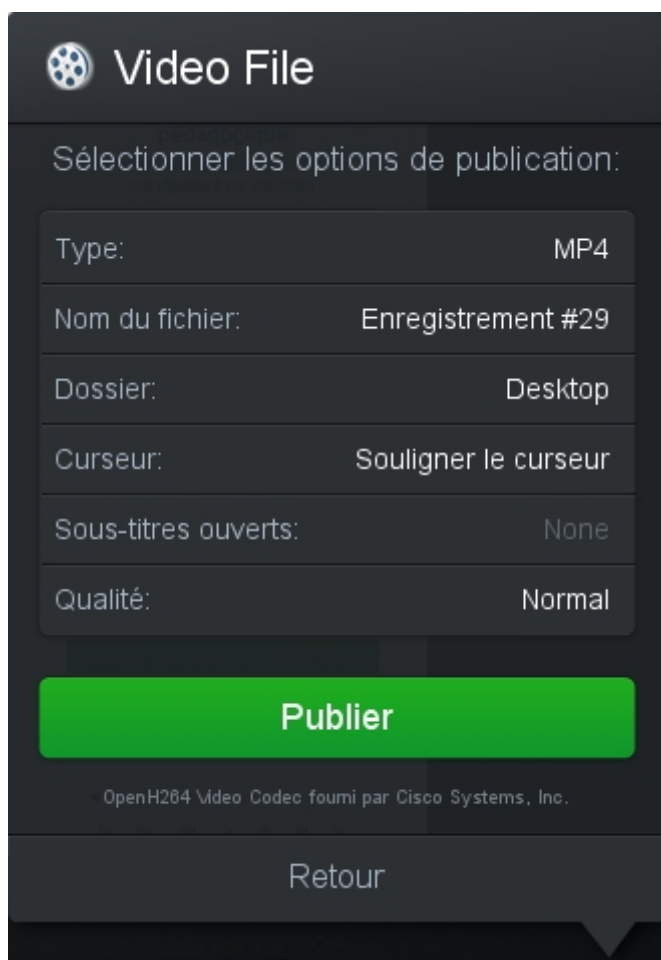 Video File
pédagogique
Sélectionner les options de publication:
Type: MP4
Nom du fichier: Enregistrement #29
Dossier: Desktop
Curseur: Souligner le curseur
Sous-titres ouverts: None
Qualité: Normal
Publier
OpenH264 Video Codec fourni par Cisco Systems, Inc.
Retour